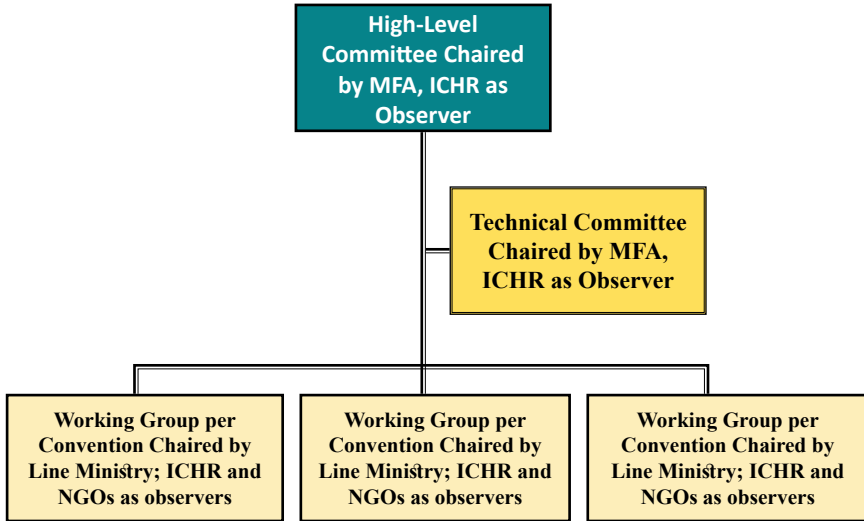 High-Level
Committee Chaired
by MFA, ICHR as
Observer
Technical Committee
Chaired by MFA,
ICHR as Observer
Working Group per
Convention Chaired by
Line Ministry; ICHR and
NGOs as observers
Working Group per
Convention Chaired by
Line Ministry; ICHR and
NGOs as observers
Working Group per
Convention Chaired by
Line Ministry; ICHR and
NGOs as observers